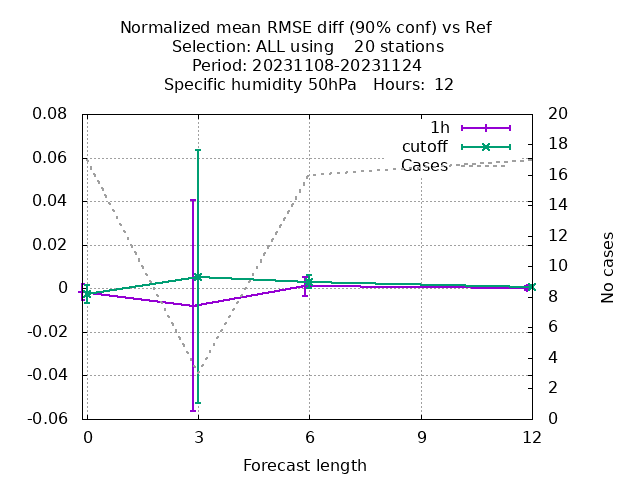 Normalized mean RMSE diff (90% conf) vs Ref
Selection: ALL using    20 stations
Period: 20231108-20231124
Specific humidity 50hPa   Hours:  12
0.08
0.06
0.04
0.02
0
-0.02
-0.04
-0.06
20
18
16
14
12
10
8
6
4
2
0
1h
cutoff
Cases
No cases
0 3 6 9 12
Forecast length